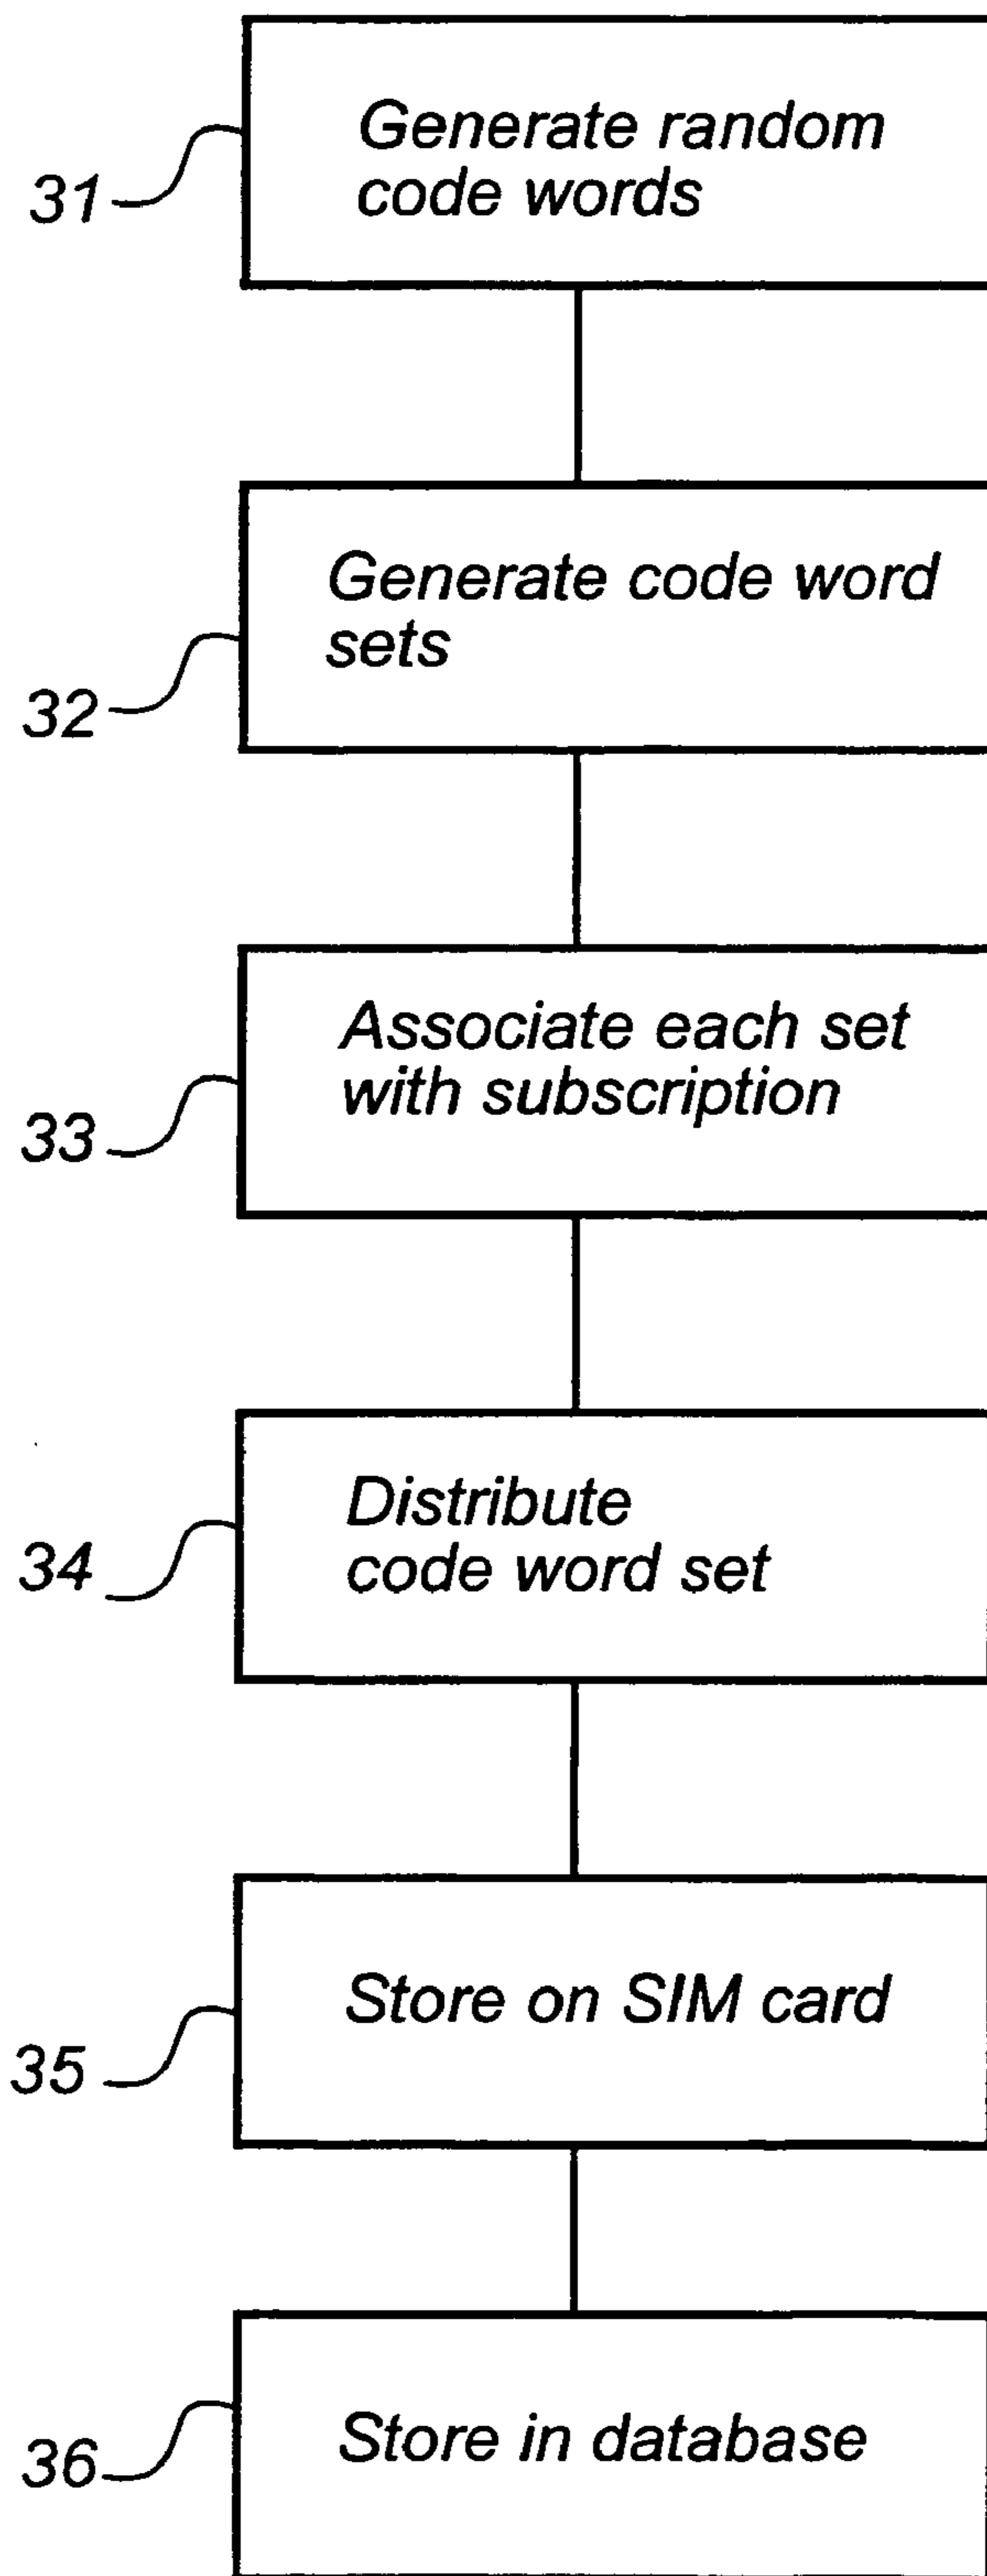 Generate random
code words
31
Generate code word
sets
32
Associate each set
with subscription
33
Distribute
code word set
34
Store on SIM card
35
Store in database
36